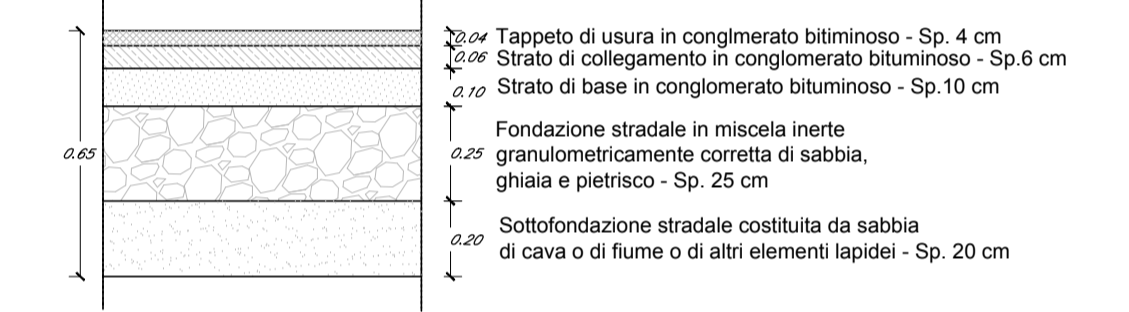 0.04 Tappeto di usura in conglmerato bitiminoso - Sp. 4 cm
0.06 Strato di collegamento in conglomerato bituminoso - Sp.6 cm
0.10 Strato di base in conglomerato bituminoso - Sp.10 cm
Fondazione stradale in miscela inerte
0.65
0.25 granulometricamente corretta di sabbia,
ghiaia e pietrisco - Sp. 25 cm
Sottofondazione stradale costituita da sabbia
0.20
di cava o di fiume o di altri elementi lapidei - Sp. 20 cm